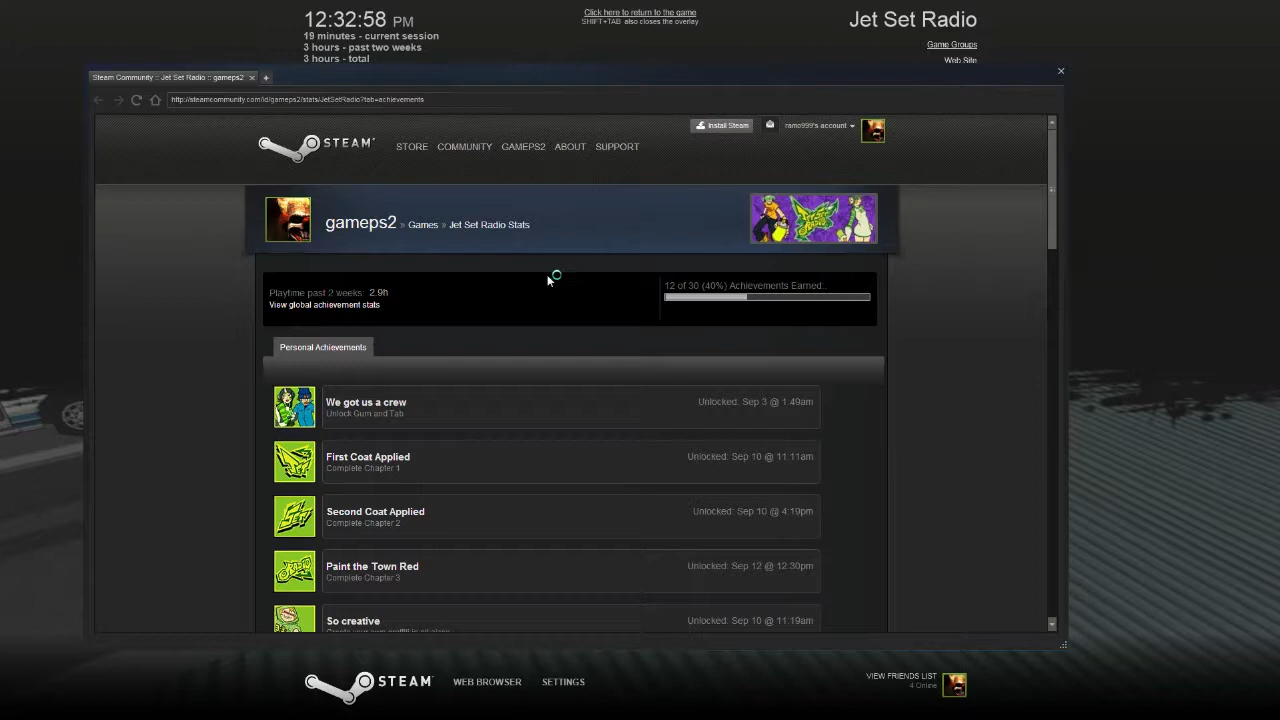 12:32:58 PM
19 minutes - current session
3 hours - past two weeks
3 hours - total
Click here to return to the game
SHIFT+TAB also closes the overlay
Jet Set Radio
Game Groups
Web Site
Steam Community :: Jet Set Radio :: gameps2
http://steamcommunity.com/id/gameps2/stats/JetSetRadio?tab=achievements
STEAM
STORE COMMUNITY GAMEPS2 ABOUT SUPPORT
Install Steam
ramo999's account
gameps2 » Games » Jet Set Radio Stats
Playtime past 2 weeks: 2.9h
View global achievement stats
12 of 30 (40%) Achievements Earned:
Personal Achievements
We got us a crew
Unlock Gum and Tab
Unlocked: Sep 3 @ 1:49am
First Coat Applied
Complete Chapter 1
Unlocked: Sep 10 @ 11:11am
Second Coat Applied
Complete Chapter 2
Unlocked: Sep 10 @ 4:19pm
Paint the Town Red
Complete Chapter 3
Unlocked: Sep 12 @ 12:30pm
So creative
Unlocked: Sep 10 @ 11:19am
STEAM
WEB BROWSER SETTINGS
VIEW FRIENDS LIST
4 Online